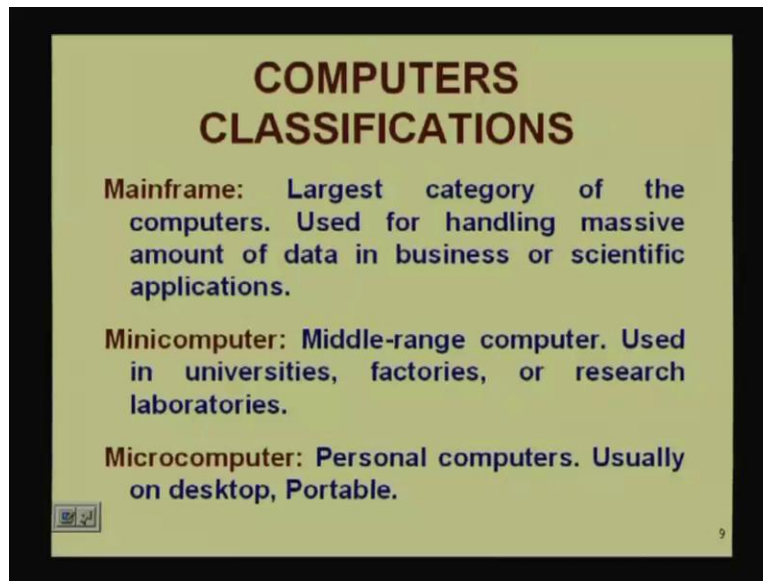 COMPUTERS
CLASSIFICATIONS
Mainframe: Largest category of the
computers. Used for handling massive
amount of data in business or scientific
applications.
Minicomputer: Middle-range computer. Used
in universities, factories, or research
laboratories.
Microcomputer: Personal computers. Usually
on desktop, Portable.
9